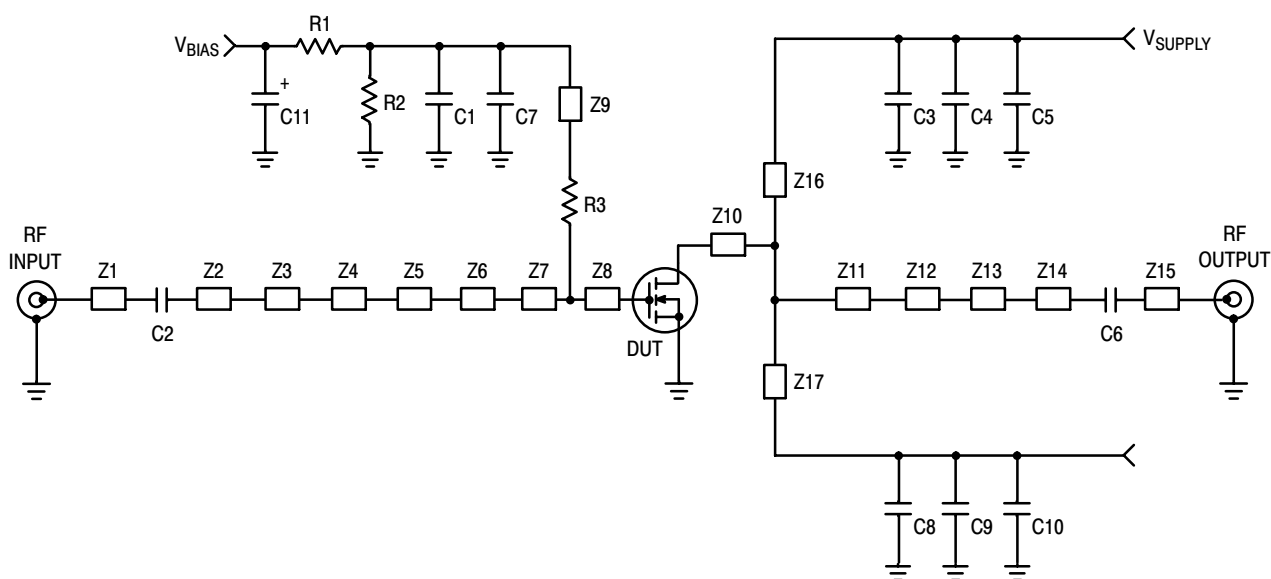 R1
VBIAS
VSUPPLY
+
C11
R2
C1
C7
Z9
C3
C4
C5
R3
Z16
Z10
RF
INPUT
Z1
Z2
Z3
Z4
Z5
Z6
Z7
Z8
Z11
Z12
Z13
Z14
Z15
RF
OUTPUT
C2
DUT
C6
Z17
C8
C9
C10